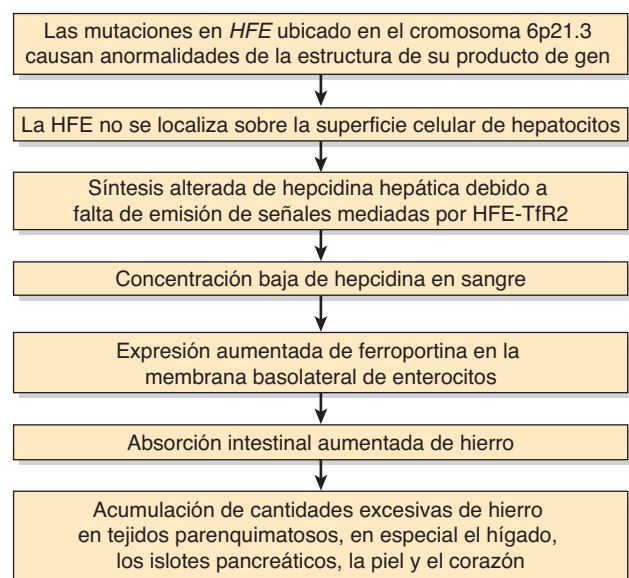 Las mutaciones en HFE ubicado en el cromosoma 6p21.3
causan anormalidades de la estructura de su producto de gen
La HFE no se localiza sobre la superficie celular de hepatocitos
Síntesis alterada de hepcidina hepática debido a
falta de emisión de señales mediadas por HFE-TfR2
Concentración baja de hepcidina en sangre
Expresión aumentada de ferroportina en la
membrana basolateral de enterocitos
Absorción intestinal aumentada de hierro
Acumulación de cantidades excesivas de hierro
en tejidos parenquimatosos, en especial el hígado,
los islotes pancreáticos, la piel y el corazón